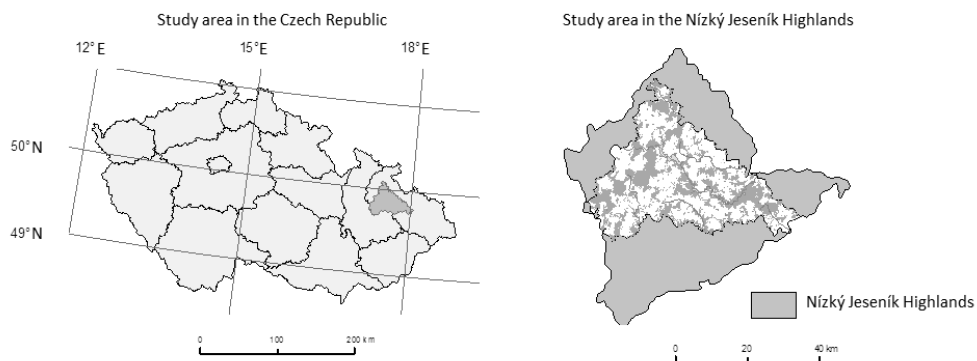 Study area in the Czech Republic
12°E
15°E
18°E
50°N
49°N
0 100 200 km
Study area in the Nízký Jeseník Highlands
Nízký Jeseník Highlands
0 20 40 km